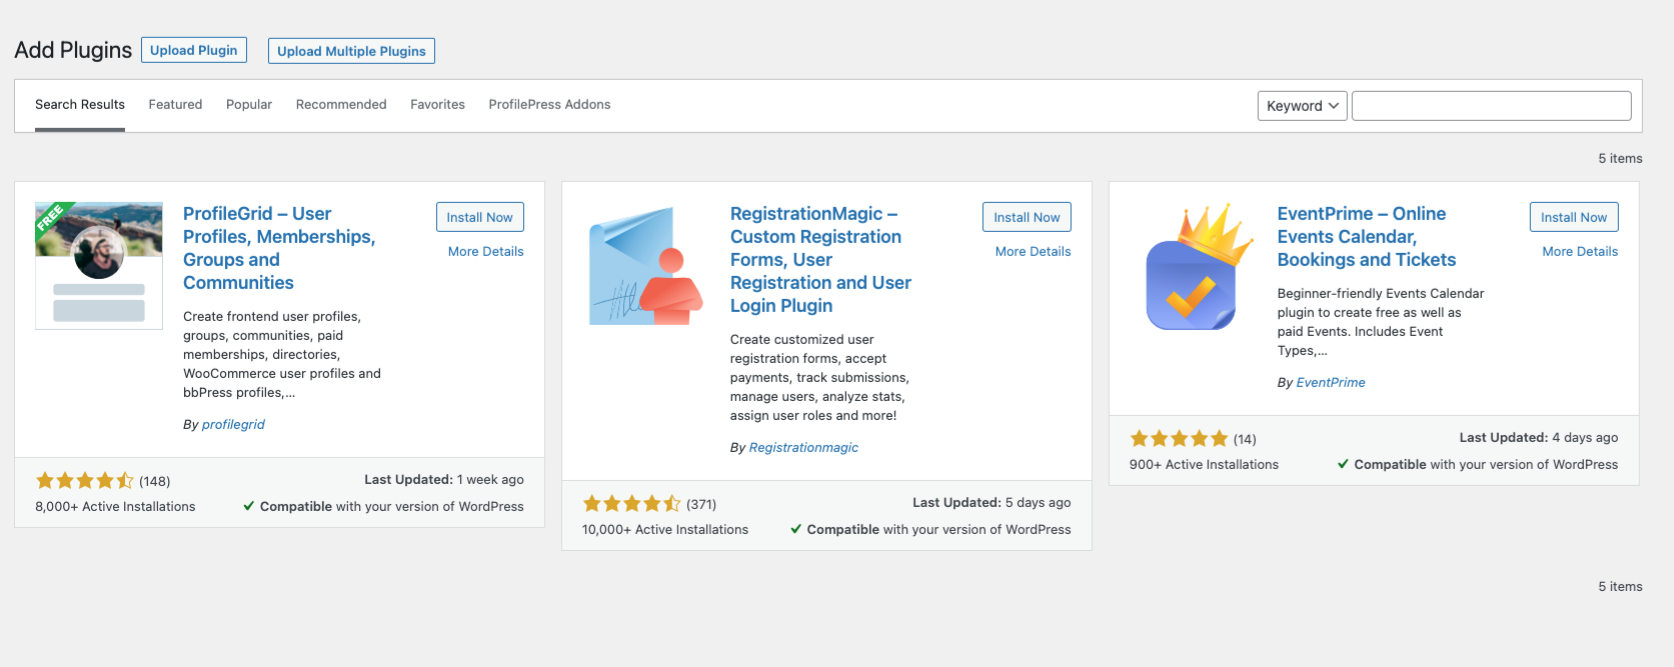 Add Plugins Upload Plugin Upload Multiple Plugins
Search Results Featured Popular Recommended Favorites ProfilePress Addons Keyword
5 items
FREE
ProfileGrid – User
Profiles, Memberships,
Groups and
Communities
Install Now
More Details
Create frontend user profiles,
groups, communities, paid
memberships, directories,
WooCommerce user profiles and
bbPress profiles,...
By profilegrid
(148)
Last Updated: 1 week ago
8,000+ Active Installations
Compatible with your version of WordPress
RegistrationMagic –
Custom Registration
Forms, User
Registration and User
Login Plugin
Install Now
More Details
Create customized user
registration forms, accept
payments, track submissions,
manage users, analyze stats,
assign user roles and more!
By Registrationmagic
(371)
Last Updated: 5 days ago
10,000+ Active Installations
Compatible with your version of WordPress
EventPrime – Online
Events Calendar,
Bookings and Tickets
Install Now
More Details
Beginner-friendly Events Calendar
plugin to create free as well as
paid Events. Includes Event
Types,...
By EventPrime
(14)
Last Updated: 4 days ago
900+ Active Installations
Compatible with your version of WordPress
5 items